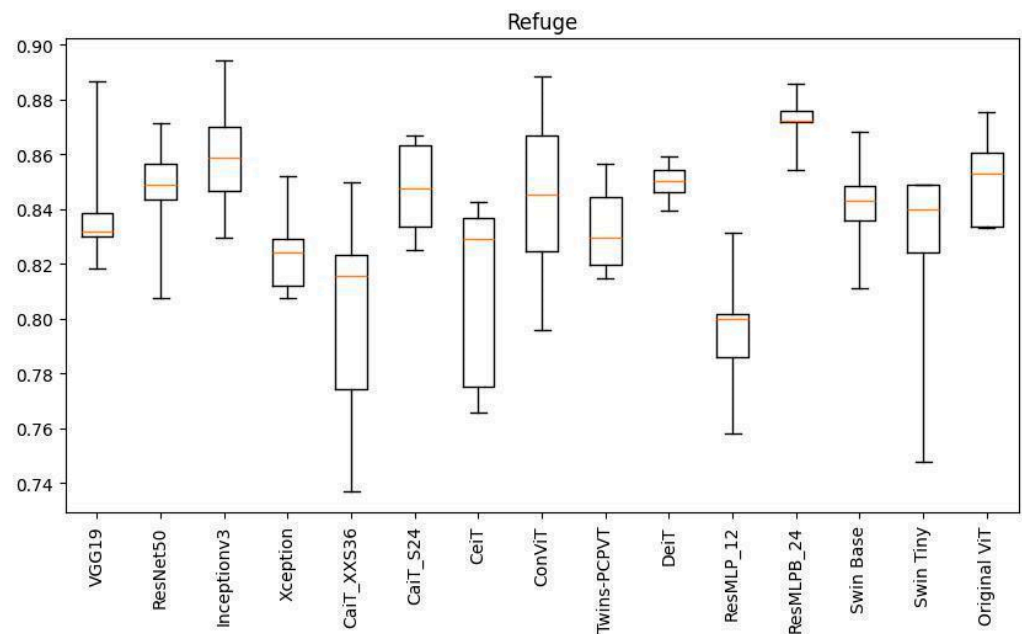 Refuge
0.90
0.88
0.86
0.84
0.82
0.80
0.78
0.76
0.74
VGG19
ResNet50
Inceptionv3
Xception
CaiT_XXS36
CaiT_S24
CeiT
ConViT
Twins-PCPVT
DeiT
ResMLP_12
ResMLPB_24
Swin Base
Swin Tiny
Original ViT